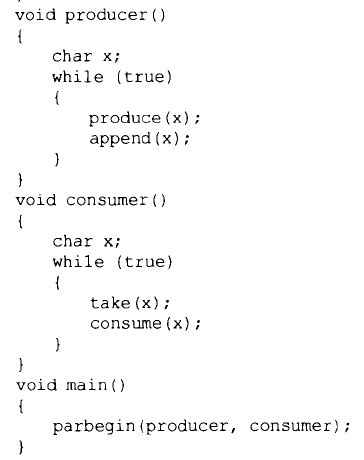 void producer()
{
    char x;
    while (true)
    {
        produce(x);
        append(x);
    }
}
void consumer()
{
    char x;
    while (true)
    {
        take(x);
        consume(x);
    }
}
void main()
{
    parbegin(producer, consumer);
}